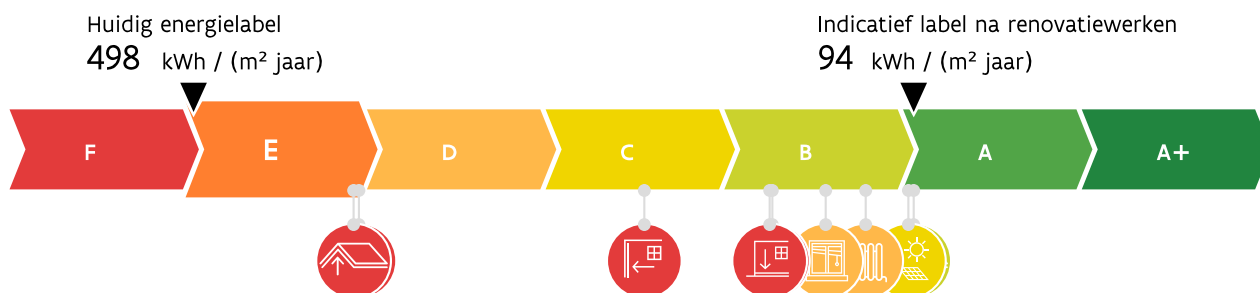 Huidig energielabel
498 kWh / (m² jaar)
Indicatief label na renovatiewerken
94 kWh / (m² jaar)
F E D C B A A+